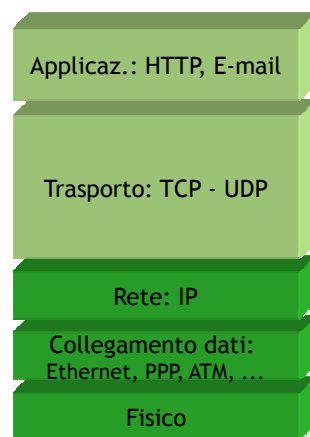 Applicaz.: HTTP, E-mail
Trasporto: TCP - UDP
Rete: IP
Collegamento dati:
Ethernet, PPP, ATM, ...
Fisico